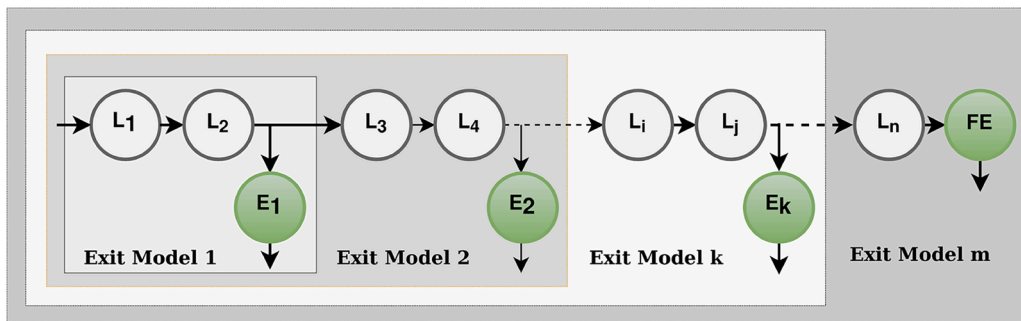 L1
L2
L3
L4
Li
Lj
Ln
FE
E1
E2
Ek
Exit Model 1
Exit Model 2
Exit Model k
Exit Model m